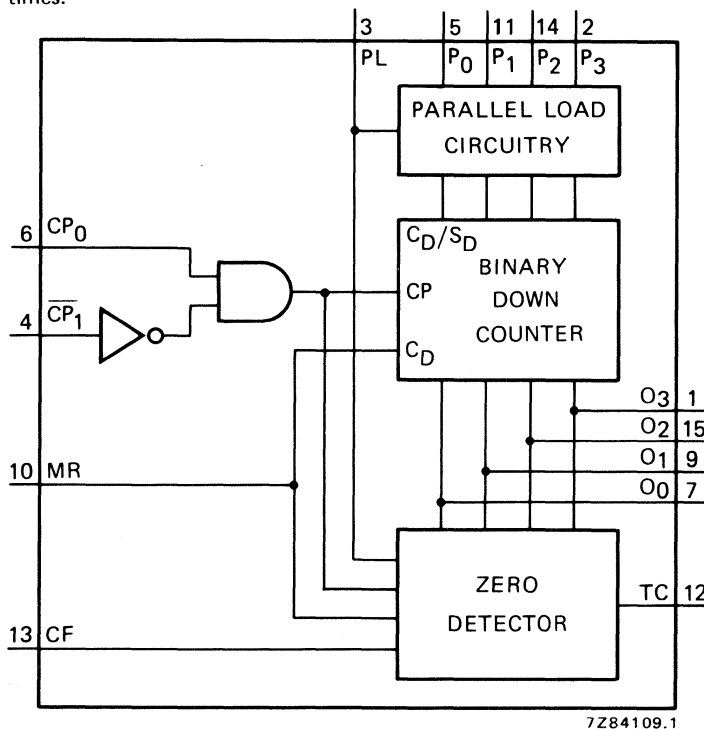 times.
3 5 11 14 2
PL P0 P1 P2 P3
PARALLEL LOAD
CIRCUITRY
6 CP0
CD/SD
BINARY
CP
DOWN
4 C̅P̅1
COUNTER
CD
O3 1
O2 15
O1 9
10 MR
O0 7
ZERO
TC 12
DETECTOR
13 CF
7Z84109.1